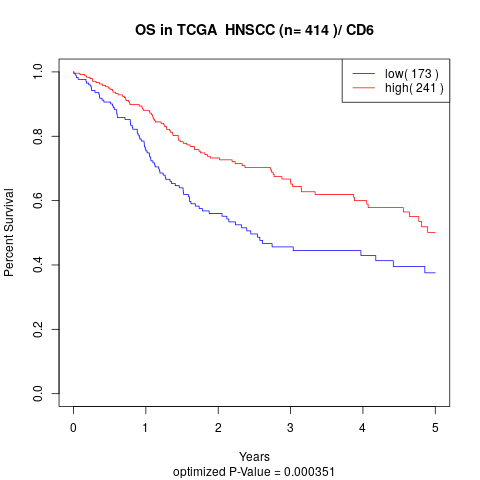 OS in TCGA  HNSCC (n= 414 )/ CD6
low( 173 )
high( 241 )
1.0
0.8
0.6
0.4
0.2
0.0
Percent Survival
0 1 2 3 4 5
Years
optimized P-Value = 0.000351